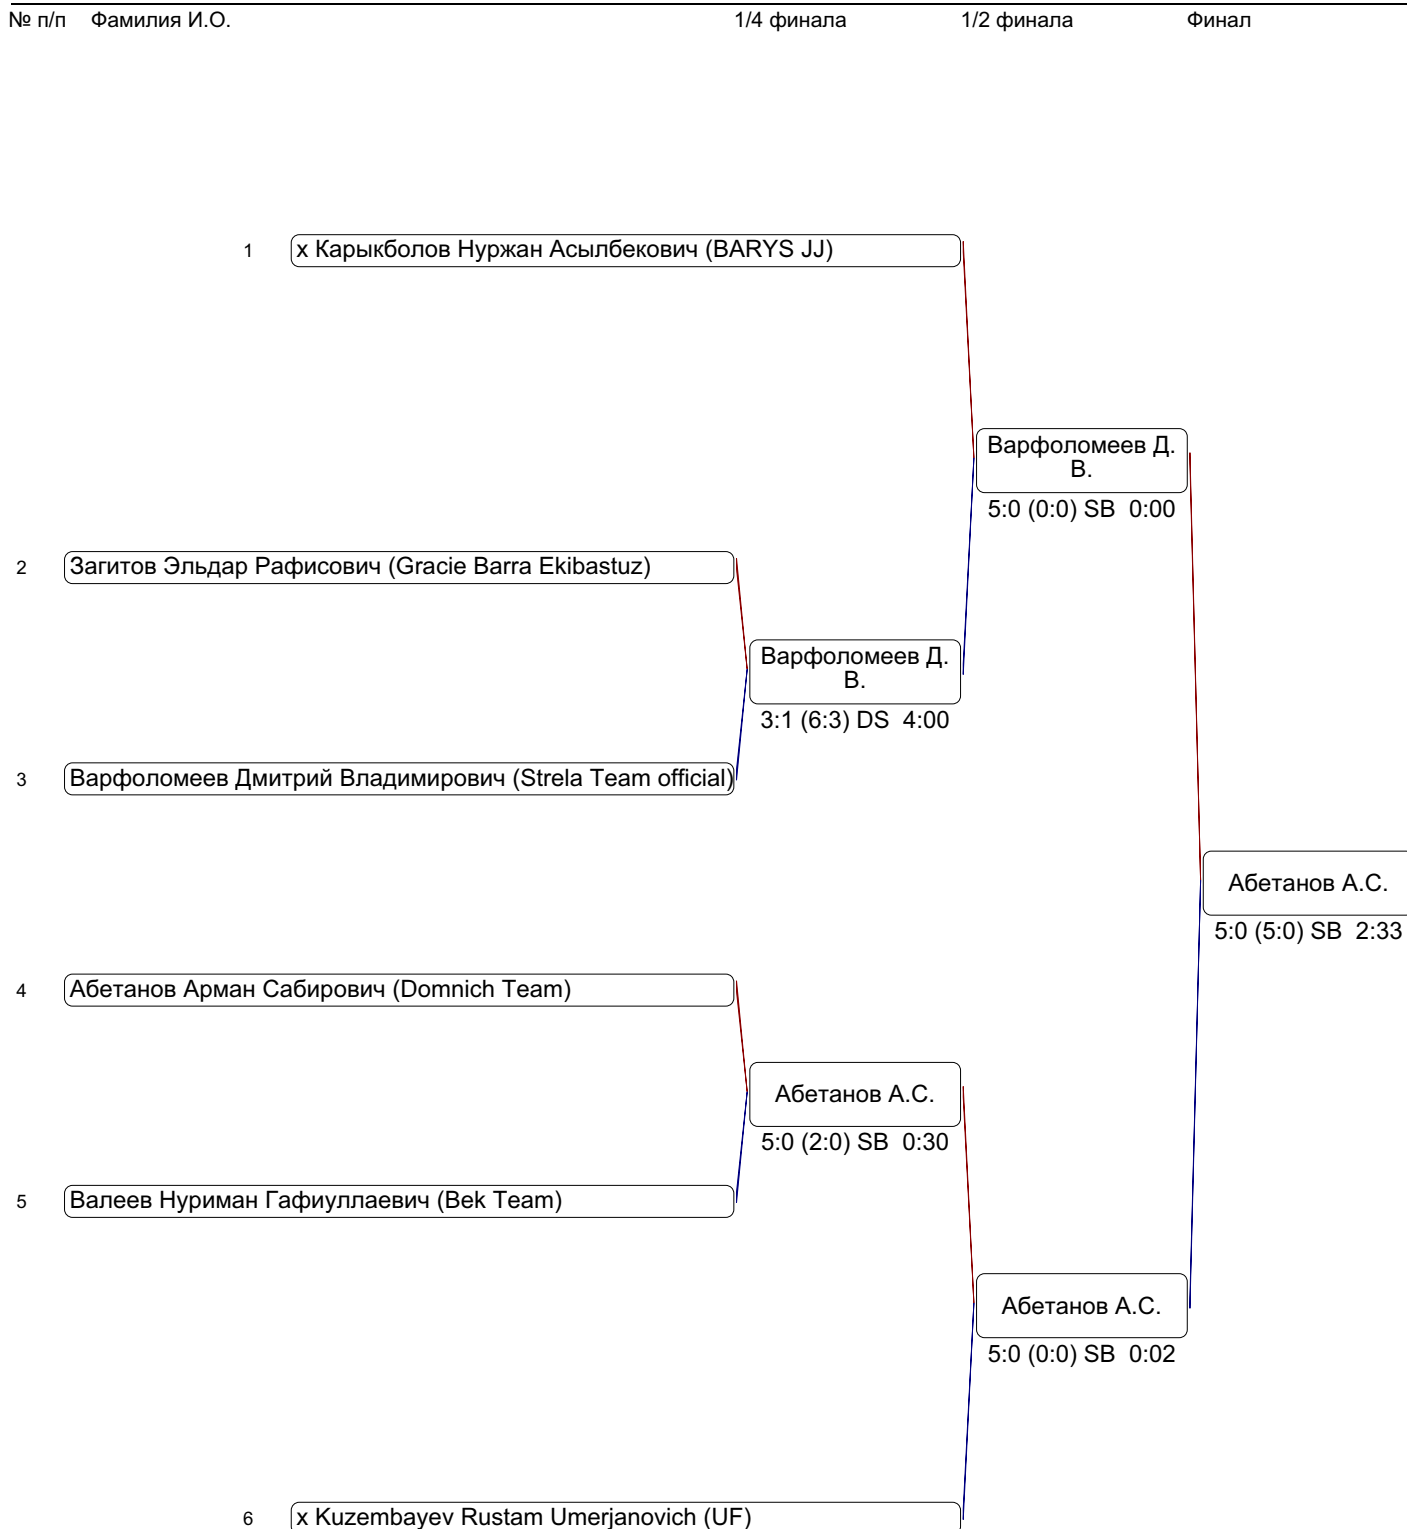 № п/п Фамилия И.О. 1/4 финала 1/2 финала Финал
1 x Карыкболов Нуржан Асылбекович (BARYS JJ)
Варфоломеев Д.
В.
5:0 (0:0) SB 0:00
2 Загитов Эльдар Рафисович (Gracie Barra Ekibastuz)
Варфоломеев Д.
В.
3:1 (6:3) DS 4:00
3 Варфоломеев Дмитрий Владимирович (Strela Team official)
Абетанов А.С.
5:0 (5:0) SB 2:33
4 Абетанов Арман Сабирович (Domnich Team)
Абетанов А.С.
5:0 (2:0) SB 0:30
5 Валеев Нуриман Гафиуллаевич (Bek Team)
Абетанов А.С.
5:0 (0:0) SB 0:02
6 x Kuzembayev Rustam Umerjanovich (UF)